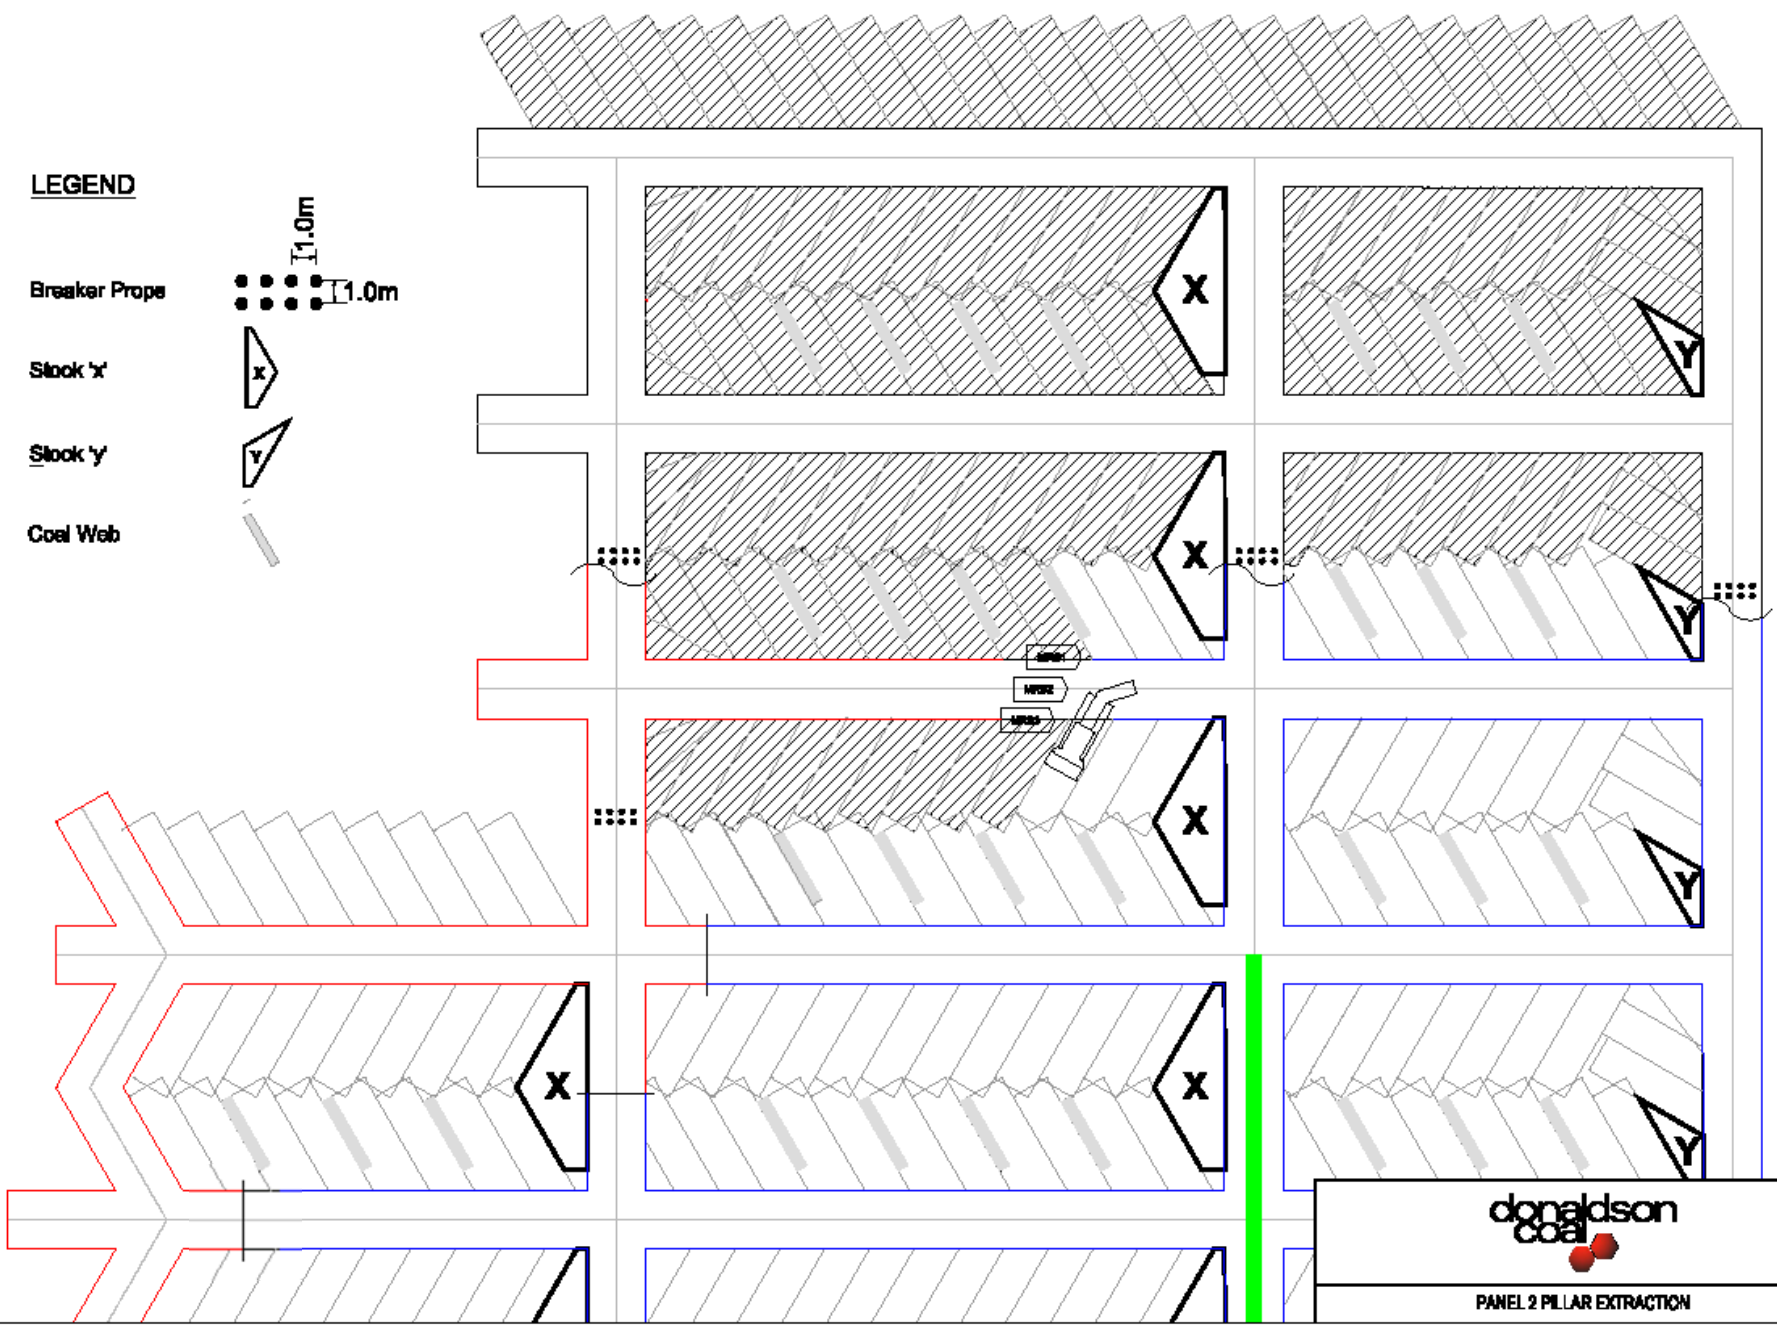 LEGEND
1.0m
Breaker Props
1.0m
Stook 'x'
X
Stook 'y'
Y
Coal Web
X
Y
X
Y
X
Y
X
X
Y
donaldson
coal
PANEL 2 PILLAR EXTRACTION